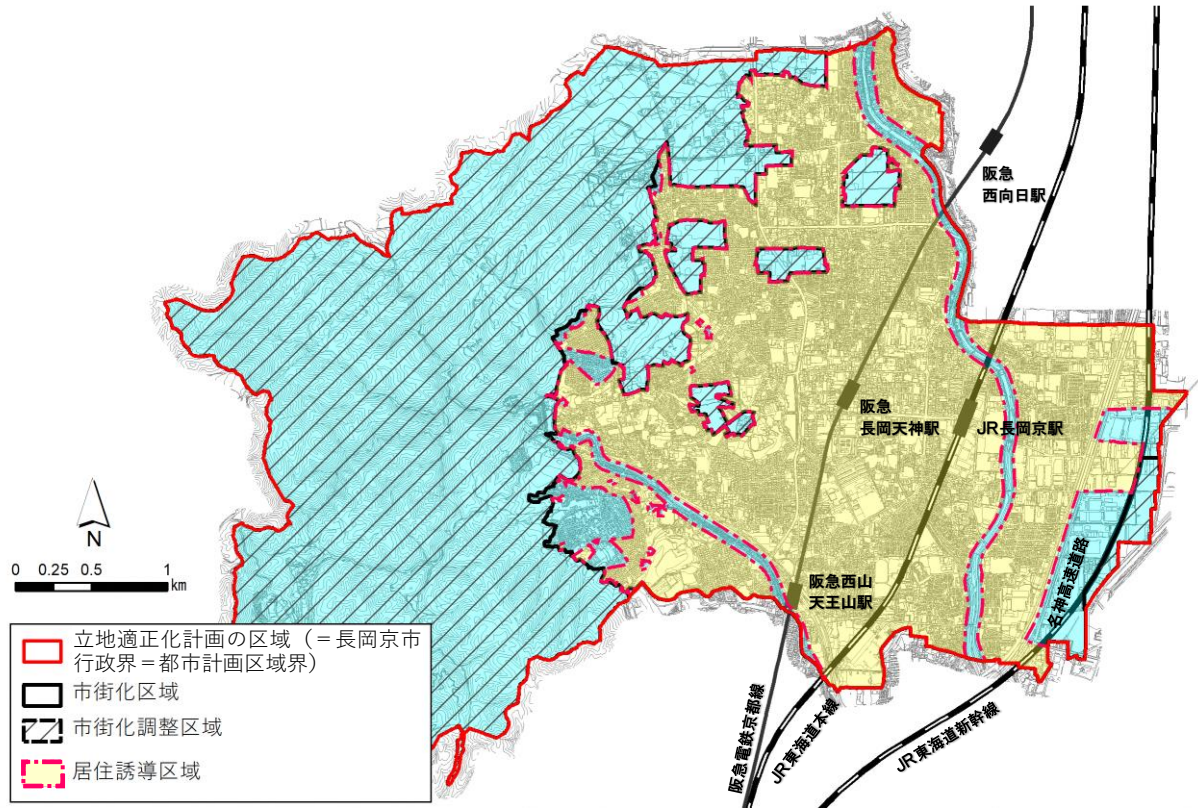 阪急
西向日駅
阪急
長岡天神駅
JR長岡京駅
N
0 0.25 0.5 1
km
阪急西山
天王山駅
名神高速道路
立地適正化計画の区域（＝長岡京市
行政界＝都市計画区域界）
市街化区域
市街化調整区域
居住誘導区域
阪急電鉄京都線
JR東海道本線
JR東海道新幹線